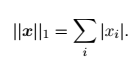 ||𝒙||₁ = ∑ᵢ |xᵢ|.